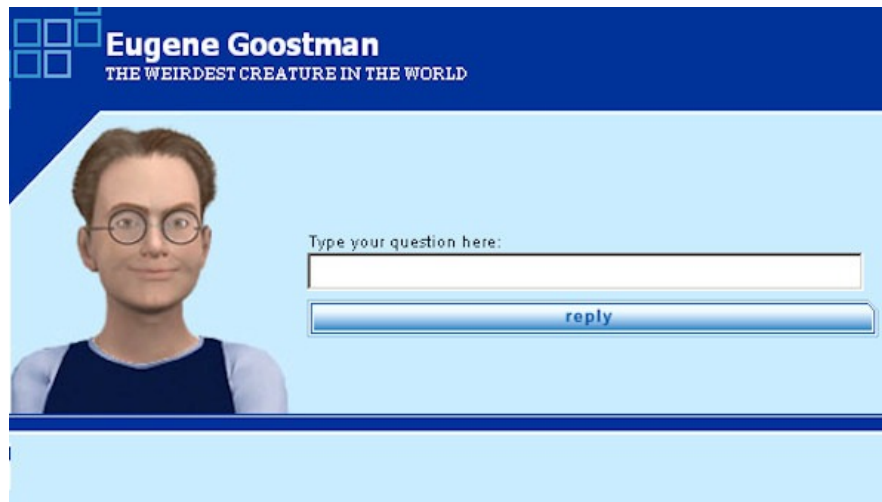 Eugene Goostman
THE WEIRDEST CREATURE IN THE WORLD
Type your question here:
reply